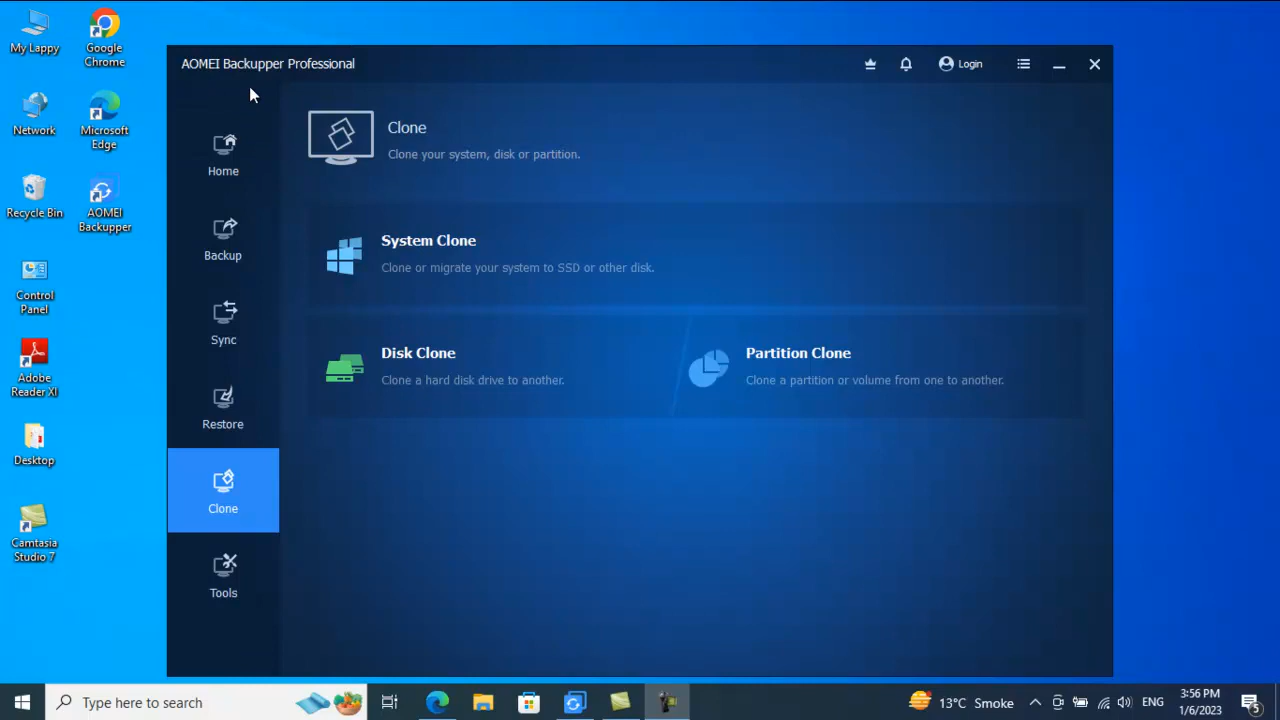 My Lappy
Google
Chrome
Network
Microsoft
Edge
Recycle Bin
AOMEI
Backupper
Control
Panel
Adobe
Reader XI
Desktop
Camtasia
Studio 7
AOMEI Backupper Professional
Login
Home
Backup
Sync
Restore
Clone
Tools
Clone
Clone your system, disk or partition.
System Clone
Clone or migrate your system to SSD or other disk.
Disk Clone
Clone a hard disk drive to another.
Partition Clone
Clone a partition or volume from one to another.
Type here to search
13°C Smoke
ENG
3:56 PM
1/6/2023
5